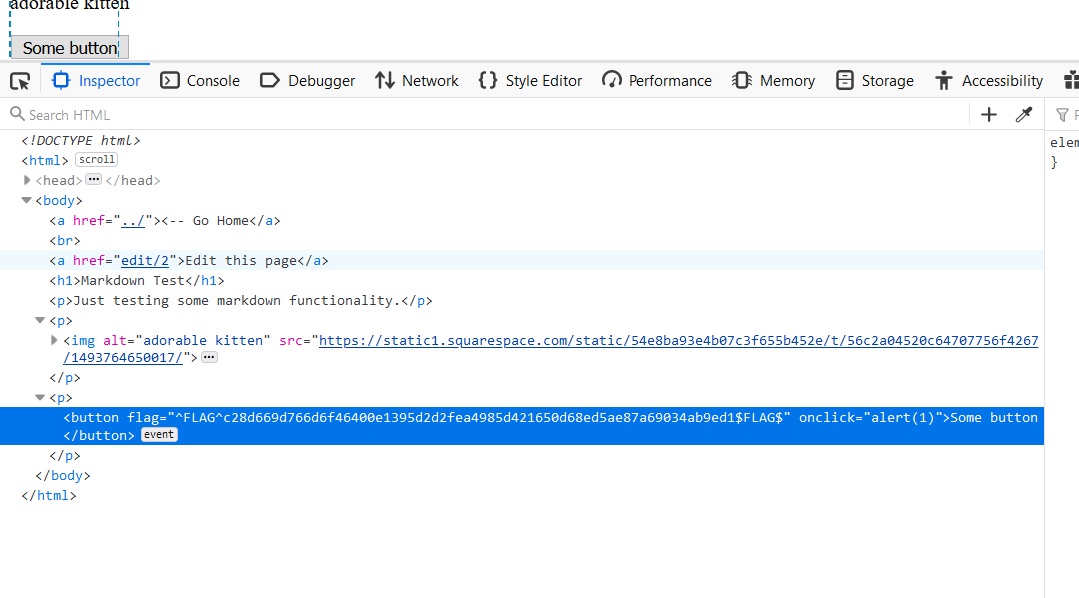 adorable kitten
Some button
Inspector Console Debugger Network Style Editor Performance Memory Storage Accessibility
Search HTML
<!DOCTYPE html>
<html> scroll
<head> ••• </head>
<body>
<a href="../"><-- Go Home</a>
<br>
<a href="edit/2">Edit this page</a>
<h1>Markdown Test</h1>
<p>Just testing some markdown functionality.</p>
<p>
<img alt="adorable kitten" src="https://static1.squarespace.com/static/54e8ba93e4b07c3f655b452e/t/56c2a04520c64707756f4267
/1493764650017/"> •••
</p>
<p>
<button flag="^FLAG^c28d669d766d6f46400e1395d2d2fea4985d421650d68ed5ae87a69034ab9ed1$FLAG$" onclick="alert(1)">Some button
</button> event
</p>
</body>
</html>
elem
}